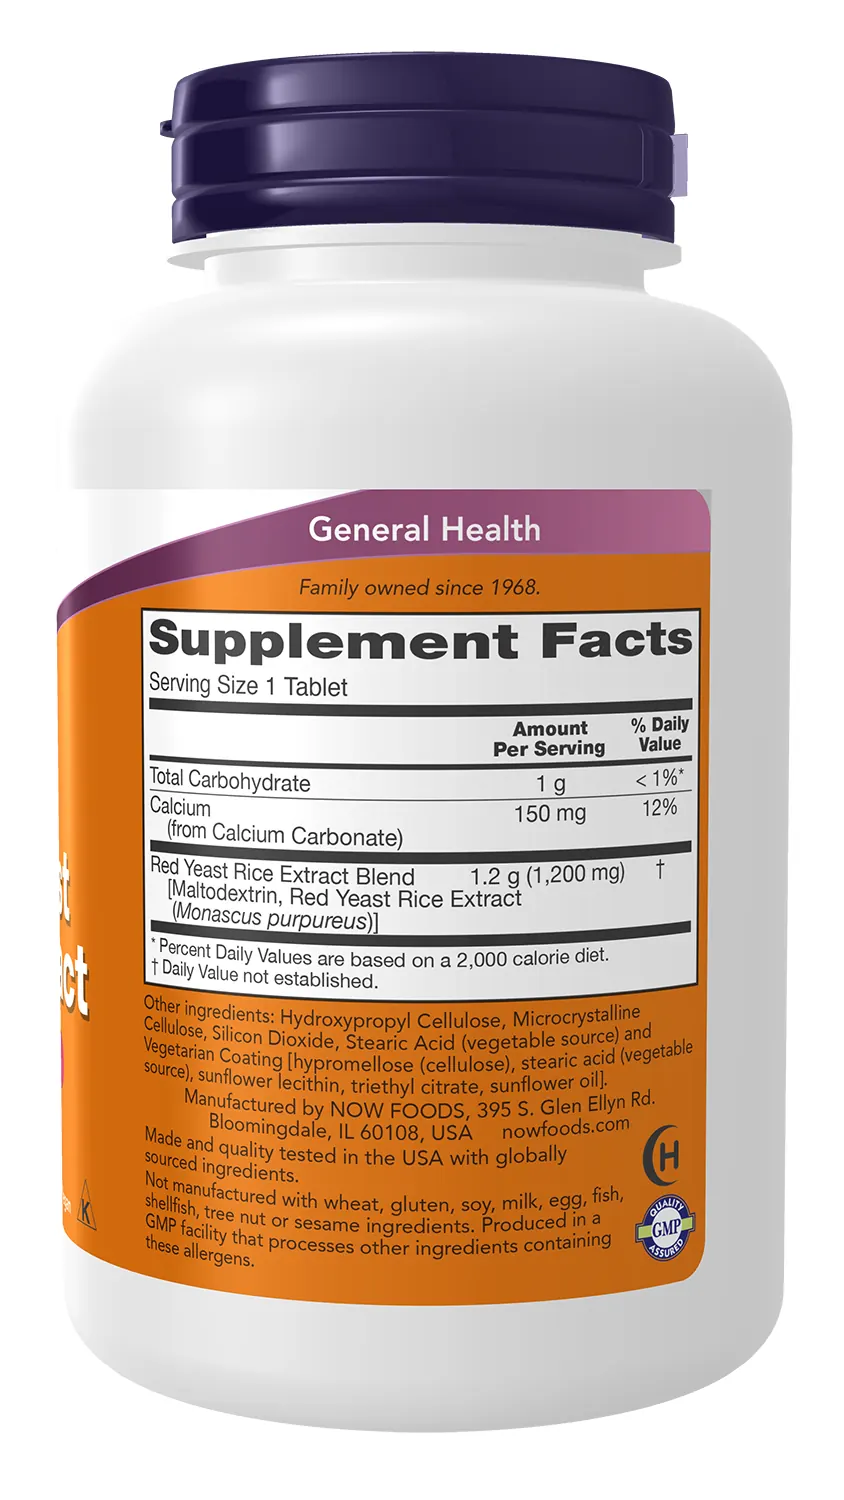 General Health
Family owned since 1968.
Supplement Facts
Serving Size 1 Tablet
Amount
Per Serving
% Daily
Value
Total Carbohydrate 1 g < 1%*
Calcium 150 mg 12%
(from Calcium Carbonate)
Red Yeast Rice Extract Blend 1.2 g (1,200 mg) †
[Maltodextrin, Red Yeast Rice Extract
(Monascus purpureus)]
* Percent Daily Values are based on a 2,000 calorie diet.
† Daily Value not established.
st
act
Other ingredients: Hydroxypropyl Cellulose, Microcrystalline
Cellulose, Silicon Dioxide, Stearic Acid (vegetable source) and
Vegetarian Coating [hypromellose (cellulose), stearic acid (vegetable
source), sunflower lecithin, triethyl citrate, sunflower oil].
Manufactured by NOW FOODS, 395 S. Glen Ellyn Rd.
Bloomingdale, IL 60108, USA nowfoods.com
Made and quality tested in the USA with globally
sourced ingredients.
Not manufactured with wheat, gluten, soy, milk, egg, fish,
shellfish, tree nut or sesame ingredients. Produced in a
GMP facility that processes other ingredients containing
these allergens.
K
H
QUALITY
GMP
ASSURED